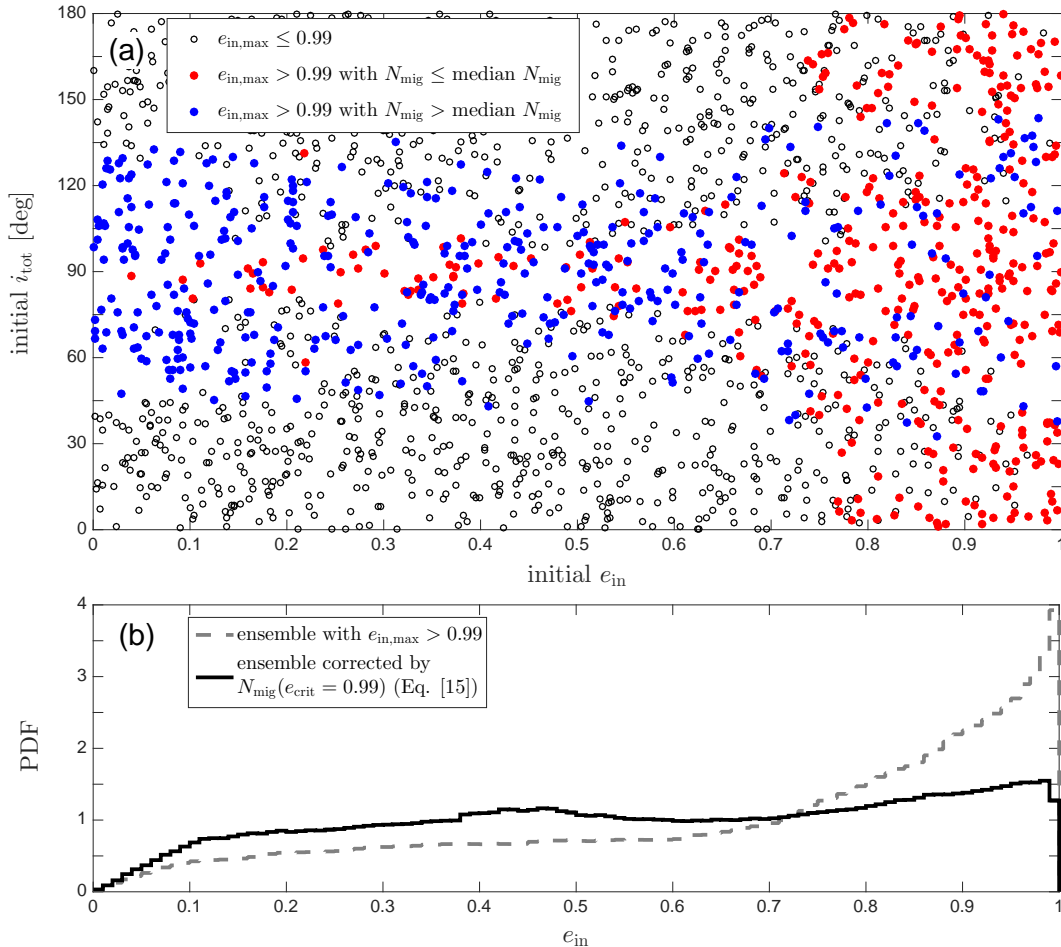 180
(a)
e_in,max ≤ 0.99
e_in,max > 0.99 with N_mig ≤ median N_mig
e_in,max > 0.99 with N_mig > median N_mig
150
120
90
60
30
0
initial i_tot [deg]
0 0.1 0.2 0.3 0.4 0.5 0.6 0.7 0.8 0.9 1
initial e_in
4
(b)
ensemble with e_in,max > 0.99
ensemble corrected by
N_mig(e_crit = 0.99) (Eq. [15])
3
2
1
0
PDF
0 0.1 0.2 0.3 0.4 0.5 0.6 0.7 0.8 0.9 1
e_in